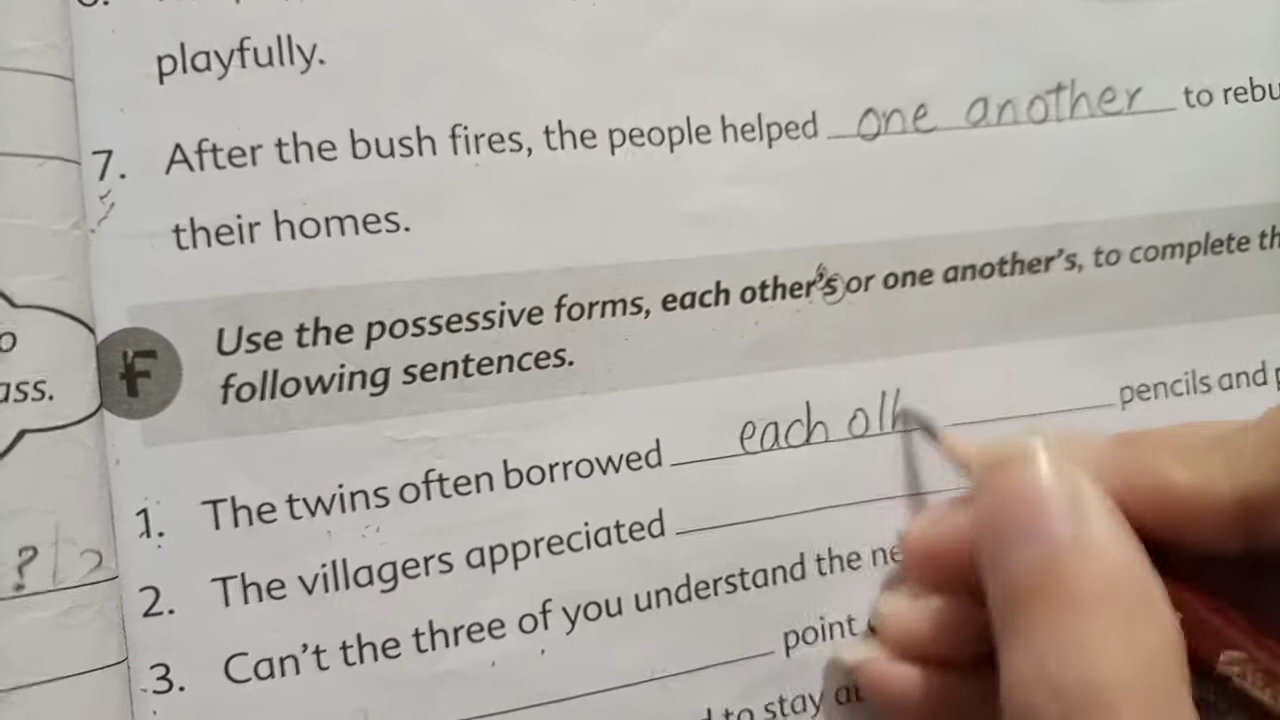 playfully.
7. After the bush fires, the people helped one another to rebu
their homes.
F Use the possessive forms, each other's or one another's, to complete th
following sentences.
1. The twins often borrowed each oth pencils and p
2. The villagers appreciated
3. Can't the three of you understand the ne
point
to stay
ass.
?